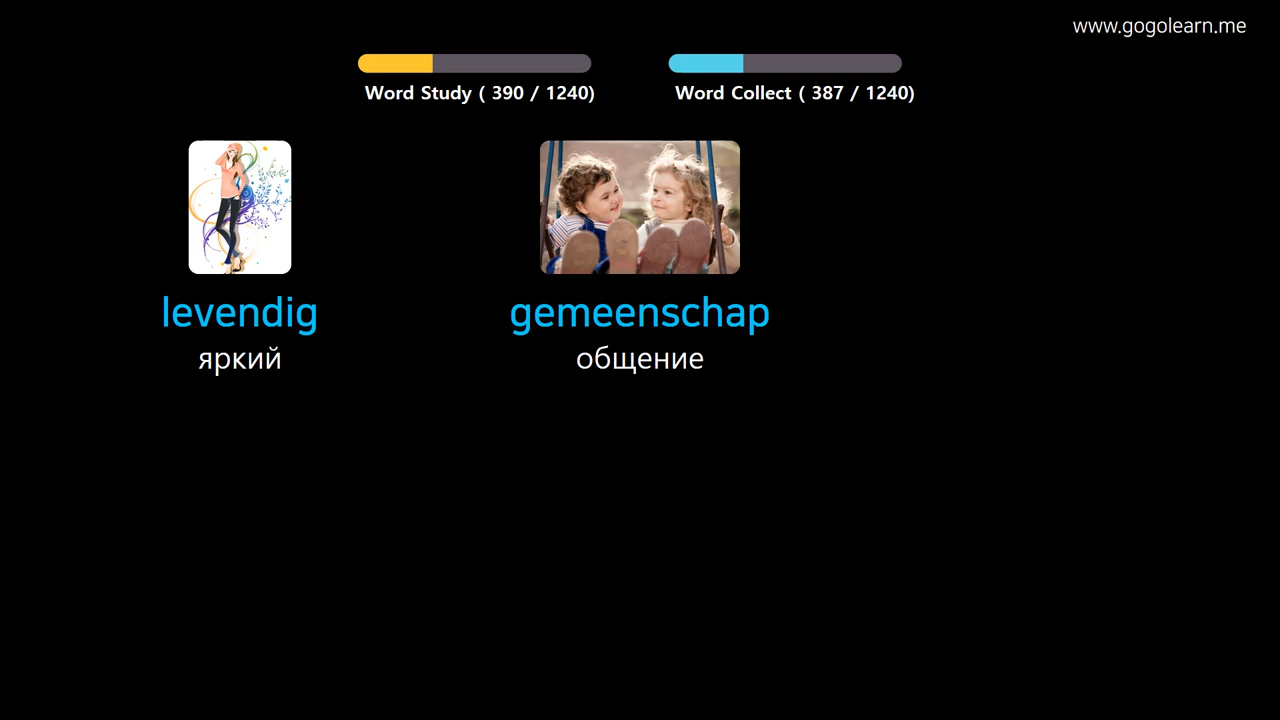 www.gogolearn.me
Word Study ( 390 / 1240)
Word Collect ( 387 / 1240)
levendig
яркий
gemeenschap
общение